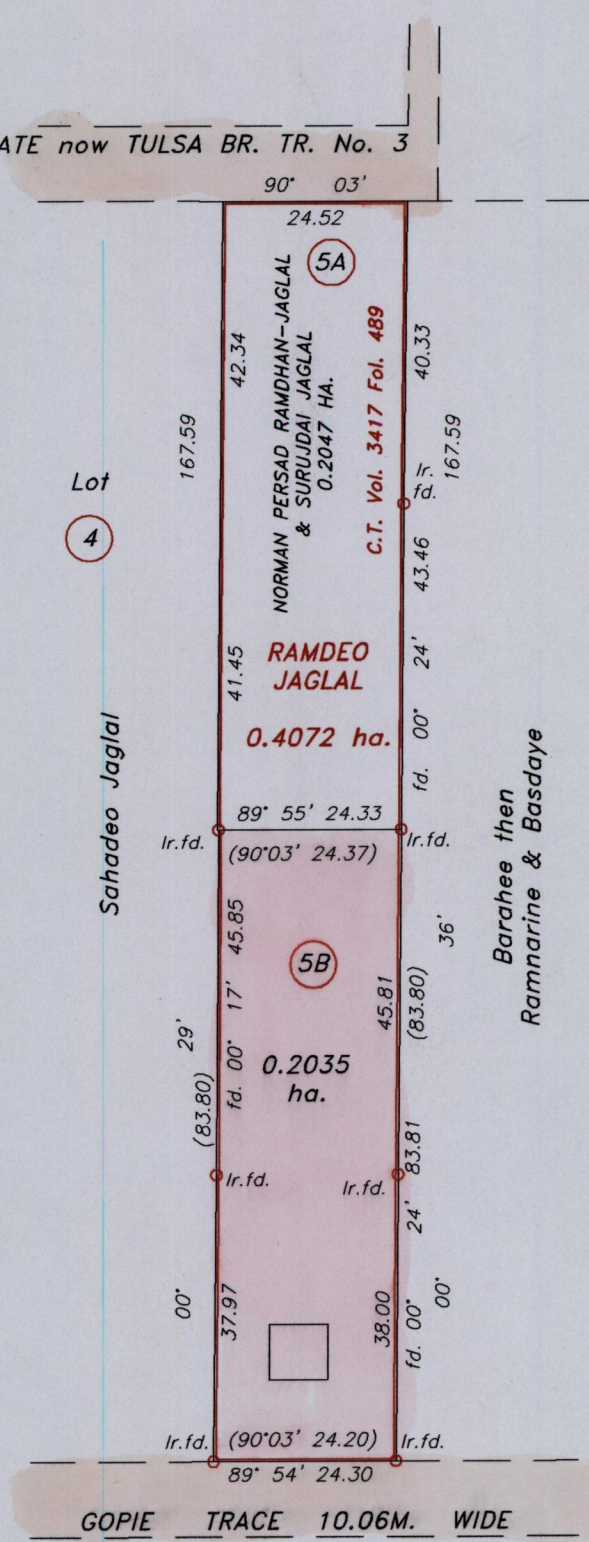 ATE now TULSA BR. TR. No. 3
90° 03'
24.52
5A
42.34
NORMAN PERSAD RAMDHAN-JAGLAL
& SURUJDAI JAGLAL
0.2047 HA.
C.T. Vol. 3417 Fol. 489
40.33
167.59
167.59
Ir.
fd.
Lot
4
43.46
41.45
RAMDEO
JAGLAL
0.4072 ha.
fd. 00° 24'
Sahadeo Jaglal
Barahee then
Ramnarine & Basdaye
89° 55' 24.33
Ir.fd.
Ir.fd.
(90°03' 24.37)
45.85
5B
36'
45.81
(83.80)
fd. 00° 17'
29'
(83.80)
0.2035
ha.
83.81
Ir.fd.
Ir.fd.
24'
00°
37.97
38.00
fd. 00°
00°
Ir.fd.
(90°03' 24.20)
Ir.fd.
89° 54' 24.30
GOPIE TRACE 10.06M. WIDE